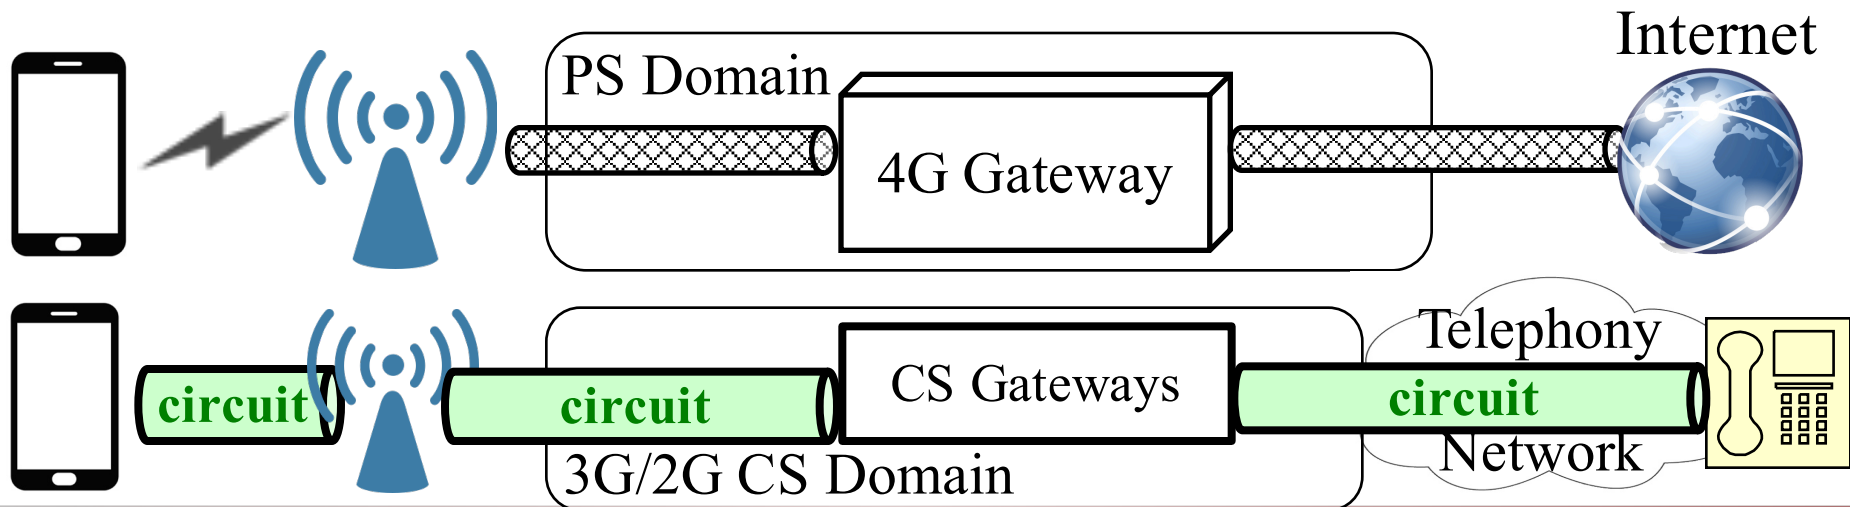 Internet
PS Domain
4G Gateway
Telephony
circuit
circuit
CS Gateways
circuit
Network
3G/2G CS Domain